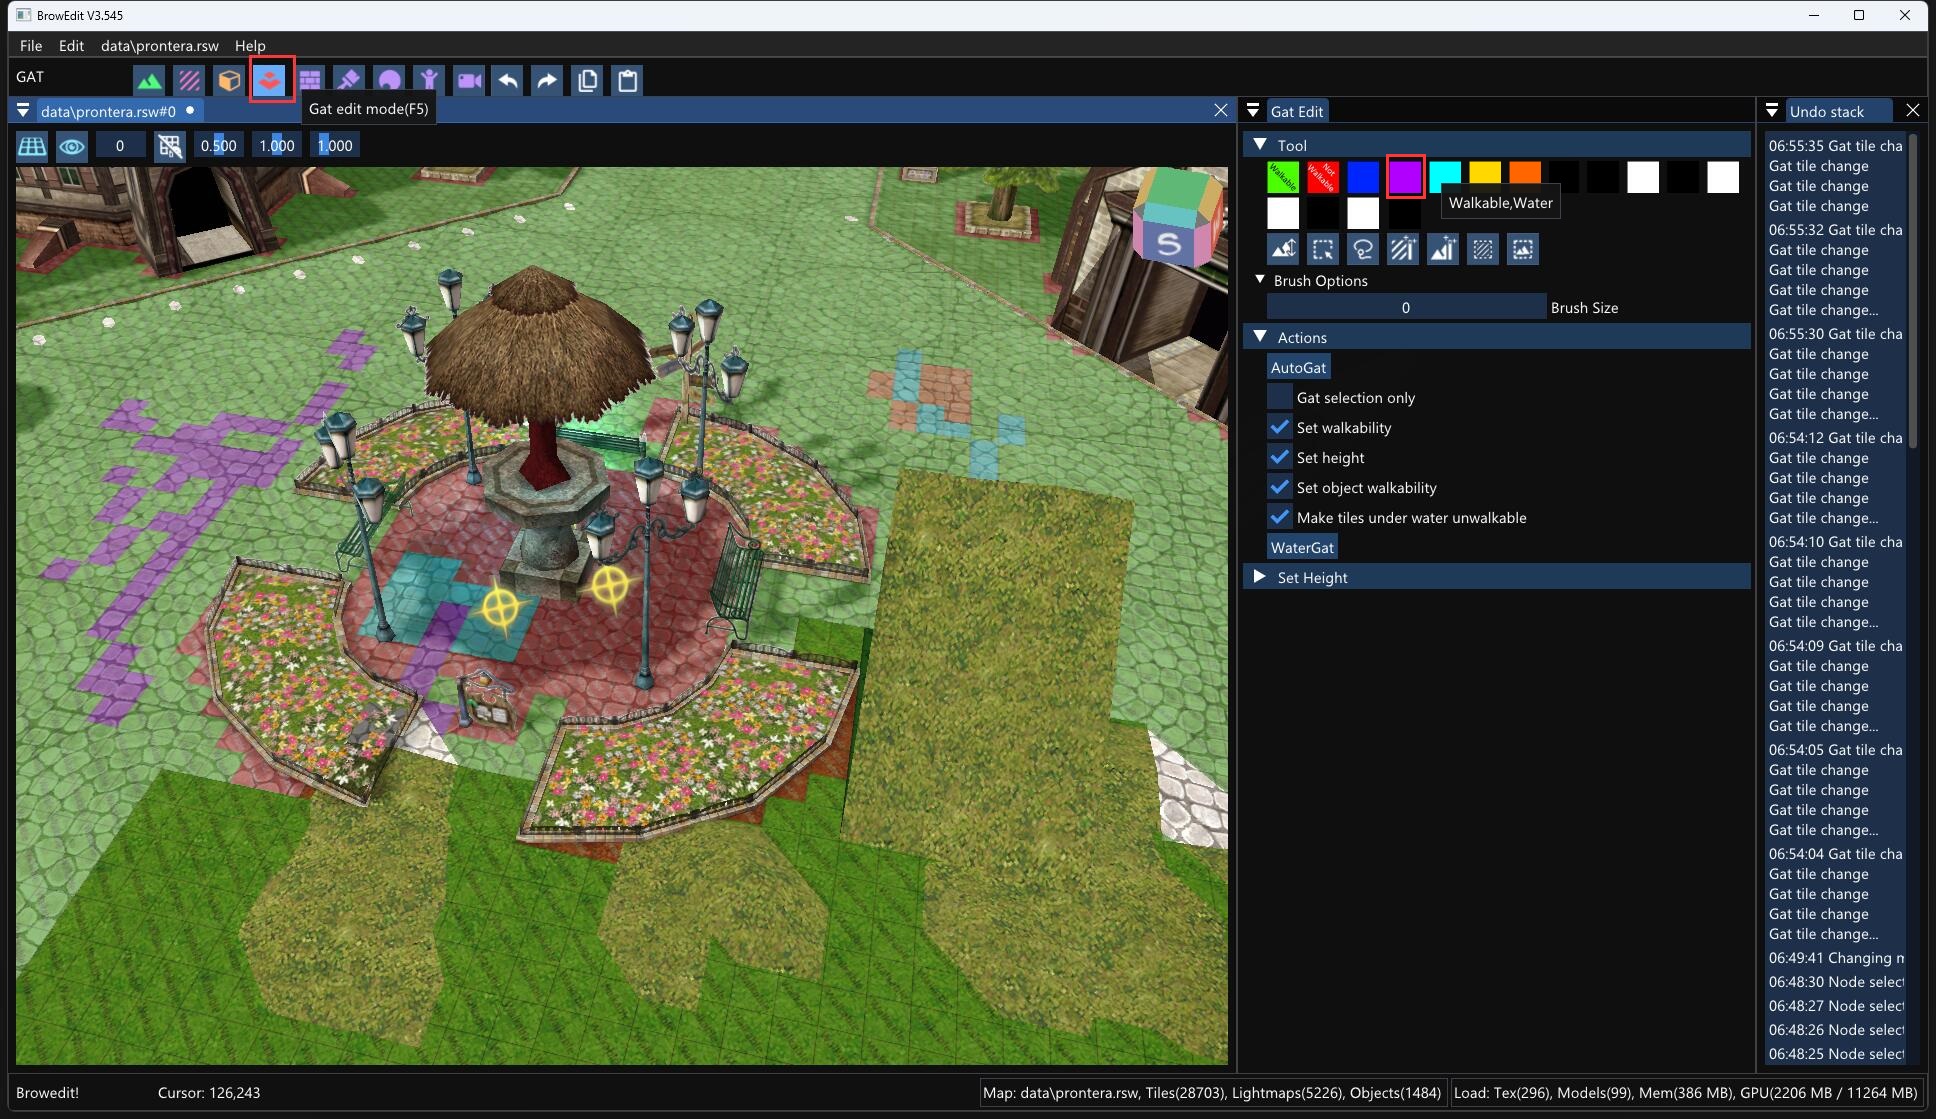 BrowEdit V3.545
File Edit data\prontera.rsw Help
GAT
Gat edit mode(F5)
data\prontera.rsw#0
0 0.500 1.000 1.000
S
Gat Edit
Tool
Walkable
Not Walkable
Walkable,Water
Brush Options
0 Brush Size
Actions
AutoGat
Gat selection only
Set walkability
Set height
Set object walkability
Make tiles under water unwalkable
WaterGat
Set Height
Undo stack
06:55:35 Gat tile cha
Gat tile change
Gat tile change
Gat tile change
06:55:32 Gat tile cha
Gat tile change
Gat tile change
Gat tile change
Gat tile change...
06:55:30 Gat tile cha
Gat tile change
Gat tile change
Gat tile change
Gat tile change...
06:54:12 Gat tile cha
Gat tile change
Gat tile change
Gat tile change
Gat tile change...
06:54:10 Gat tile cha
Gat tile change
Gat tile change
Gat tile change
Gat tile change...
06:54:09 Gat tile cha
Gat tile change
Gat tile change
Gat tile change
Gat tile change...
06:54:05 Gat tile cha
Gat tile change
Gat tile change
Gat tile change
Gat tile change...
06:54:04 Gat tile cha
Gat tile change
Gat tile change
Gat tile change
Gat tile change...
06:49:41 Changing m
06:48:30 Node select
06:48:27 Node select
06:48:26 Node select
06:48:25 Node select
Browedit! Cursor: 126,243
Map: data\prontera.rsw, Tiles(28703), Lightmaps(5226), Objects(1484) Load: Tex(296), Models(99), Mem(386 MB), GPU(2206 MB / 11264 MB)